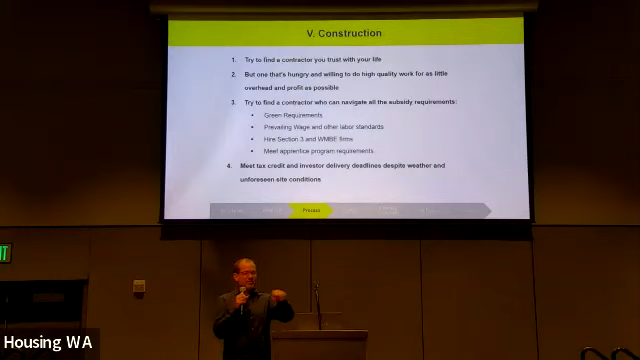 V. Construction
1. Try to find a contractor you trust with your life
2. But one that's hungry and willing to do high quality work for as little
overhead and profit as possible
3. Try to find a contractor who can navigate all the subsidy requirements:
• Green Requirements
• Prevailing Wage and other labor standards
• Hire Section 3 and WMBE firms
• Meet apprentice program requirements
4. Meet tax credit and investor delivery deadlines despite weather and
unforeseen site conditions
Process
IT
Housing WA